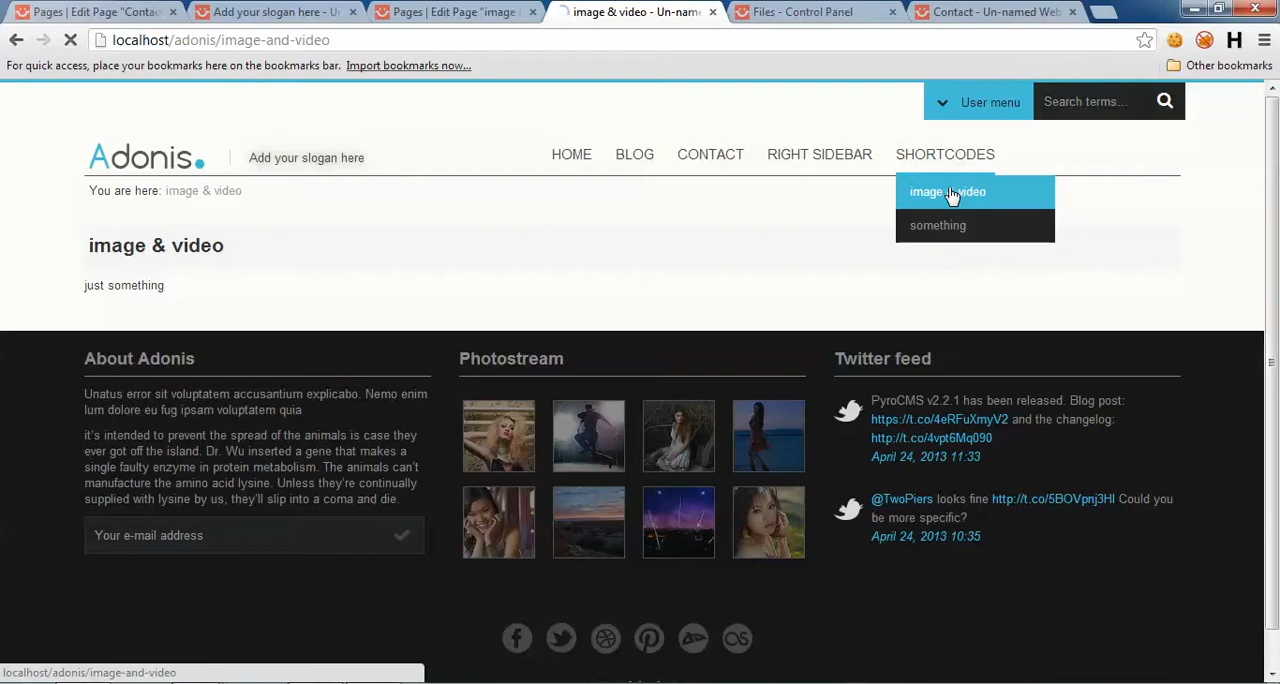 Pages | Edit Page "Contac
Add your slogan here - Un
Pages | Edit Page "image
image & video - Un-name
Files - Control Panel
Contact - Un-named Web
localhost/adonis/image-and-video
For quick access, place your bookmarks here on the bookmarks bar. Import bookmarks now...
Other bookmarks
User menu
Search terms...
Adonis.
Add your slogan here
HOME
BLOG
CONTACT
RIGHT SIDEBAR
SHORTCODES
You are here: image & video
image & video
something
image & video
just something
About Adonis
Unatus error sit voluptatem accusantium explicabo. Nemo enim
lum dolore eu fug ipsam voluptatem quia
it's intended to prevent the spread of the animals is case they
ever got off the island. Dr. Wu inserted a gene that makes a
single faulty enzyme in protein metabolism. The animals can't
manufacture the amino acid lysine. Unless they're continually
supplied with lysine by us, they'll slip into a coma and die.
Your e-mail address
Photostream
Twitter feed
PyroCMS v2.2.1 has been released. Blog post:
https://t.co/4eRFuXmyV2 and the changelog:
http://t.co/4vpt6Mq090
April 24, 2013 11:33
@TwoPiers looks fine http://t.co/5BOVpnj3HI Could you
be more specific?
April 24, 2013 10:35
localhost/adonis/image-and-video